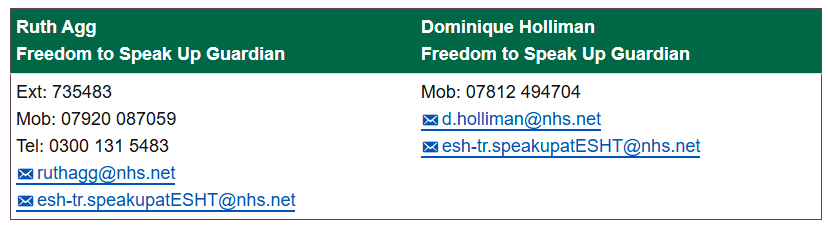 Ruth Agg
Freedom to Speak Up Guardian
Ext: 735483
Mob: 07920 087059
Tel: 0300 131 5483
ruthagg@nhs.net
esh-tr.speakupatESHT@nhs.net
Dominique Holliman
Freedom to Speak Up Guardian
Mob: 07812 494704
d.holliman@nhs.net
esh-tr.speakupatESHT@nhs.net